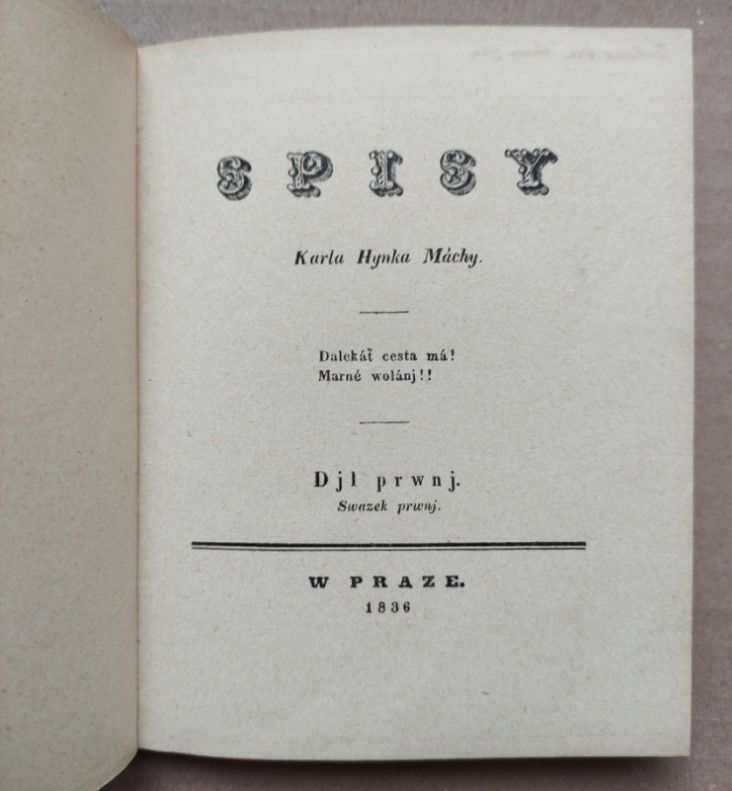 SPISY
Karla Hynka Máchy.
Dalekáť cesta má!
Marné wolánj!!
Djl prwnj.
Swazek prwnj.
W PRAZE.
1836